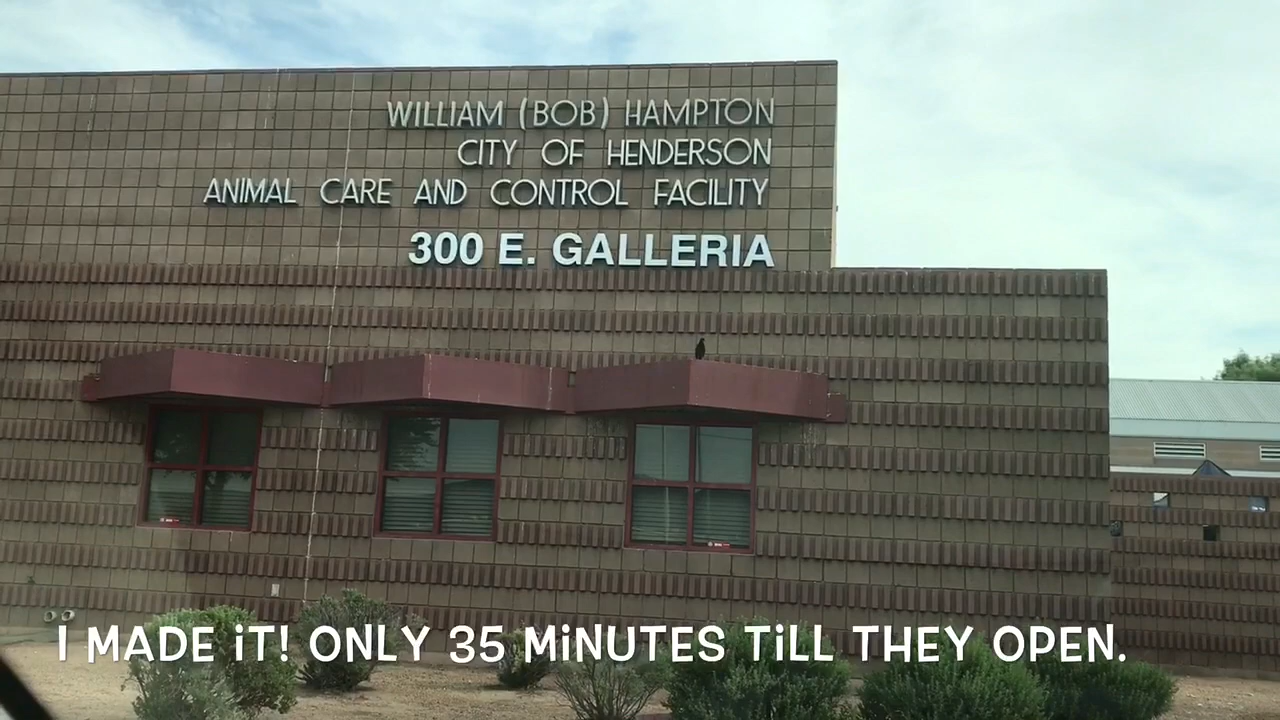 WILLIAM (BOB) HAMPTON
CITY OF HENDERSON
ANIMAL CARE AND CONTROL FACILITY
300 E. GALLERIA
I MADE iT! ONLY 35 MiNUTES TiLL THEY OPEN.